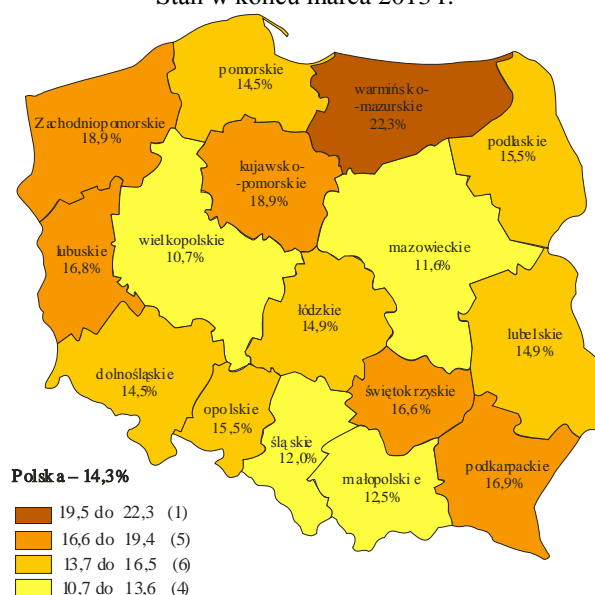 Stan w końcu marca 2013 r.
pomorskie
14,5%
warmińsko-
-mazurskie
22,3%
Zachodniopomorskie
18,9%
podlaskie
15,5%
kujawsko-
-pomorskie
18,9%
wielkopolskie
10,7%
mazowieckie
11,6%
lubuskie
16,8%
łódzkie
14,9%
lubelskie
14,9%
dolnośląskie
14,5%
opolskie
15,5%
świętokrzyskie
16,6%
śląskie
12,0%
małopolskie
12,5%
podkarpackie
16,9%
Polska – 14,3%
19,5 do 22,3 (1)
16,6 do 19,4 (5)
13,7 do 16,5 (6)
10,7 do 13,6 (4)